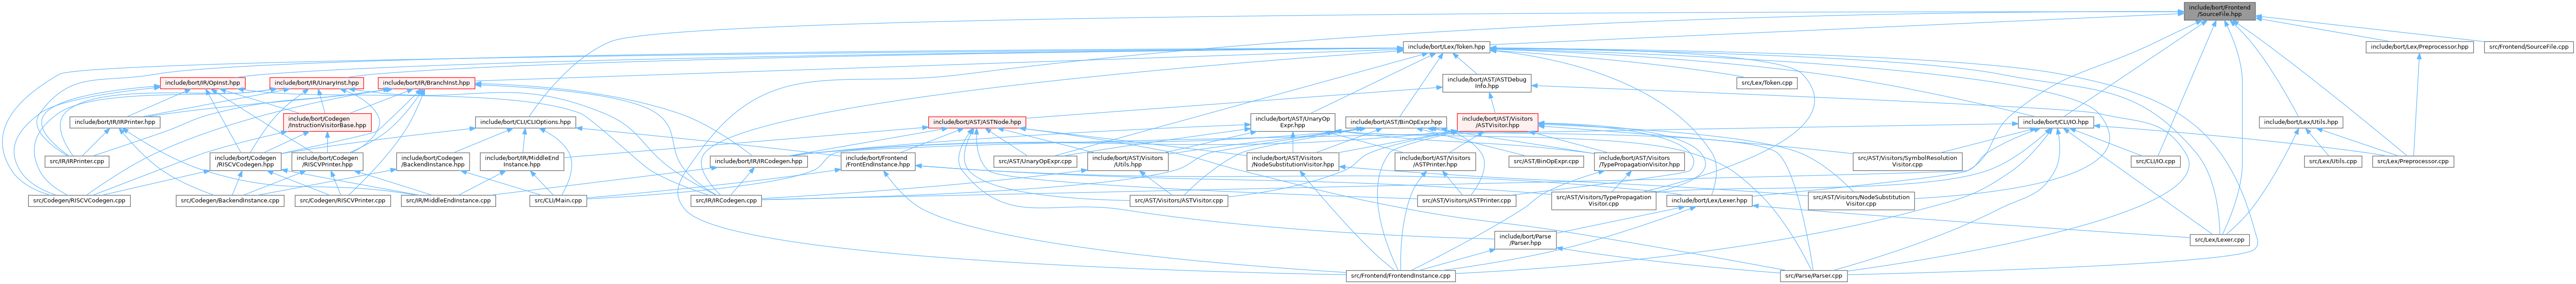 include/bort/Frontend
/SourceFile.hpp
include/bort/Lex/Token.hpp
include/bort/Lex/Preprocessor.hpp
src/Frontend/SourceFile.cpp
include/bort/IR/OpInst.hpp
include/bort/IR/UnaryInst.hpp
include/bort/IR/BranchInst.hpp
include/bort/AST/ASTDebug
Info.hpp
src/Lex/Token.cpp
include/bort/IR/IRPrinter.hpp
include/bort/Codegen
/InstructionVisitorBase.hpp
include/bort/CLI/CLIOptions.hpp
include/bort/AST/ASTNode.hpp
include/bort/AST/UnaryOp
Expr.hpp
include/bort/AST/BinOpExpr.hpp
include/bort/AST/Visitors
/ASTVisitor.hpp
include/bort/CLI/IO.hpp
include/bort/Lex/Utils.hpp
src/IR/IRPrinter.cpp
include/bort/Codegen
/RISCVCodegen.hpp
include/bort/Codegen
/RISCVPrinter.hpp
include/bort/Codegen
/BackendInstance.hpp
include/bort/IR/MiddleEnd
Instance.hpp
include/bort/IR/IRCodegen.hpp
include/bort/Frontend
/FrontEndInstance.hpp
src/AST/UnaryOpExpr.cpp
include/bort/AST/Visitors
/Utils.hpp
include/bort/AST/Visitors
/NodeSubstitutionVisitor.hpp
include/bort/AST/Visitors
/ASTPrinter.hpp
src/AST/BinOpExpr.cpp
include/bort/AST/Visitors
/TypePropagationVisitor.hpp
src/AST/Visitors/SymbolResolution
Visitor.cpp
src/CLI/IO.cpp
src/Lex/Utils.cpp
src/Lex/Preprocessor.cpp
src/Codegen/RISCVCodegen.cpp
src/Codegen/BackendInstance.cpp
src/Codegen/RISCVPrinter.cpp
src/IR/MiddleEndInstance.cpp
src/CLI/Main.cpp
src/IR/IRCodegen.cpp
src/AST/Visitors/ASTVisitor.cpp
src/AST/Visitors/ASTPrinter.cpp
src/AST/Visitors/TypePropagation
Visitor.cpp
include/bort/Lex/Lexer.hpp
src/AST/Visitors/NodeSubstitution
Visitor.cpp
include/bort/Parse
/Parser.hpp
src/Lex/Lexer.cpp
src/Frontend/FrontendInstance.cpp
src/Parse/Parser.cpp